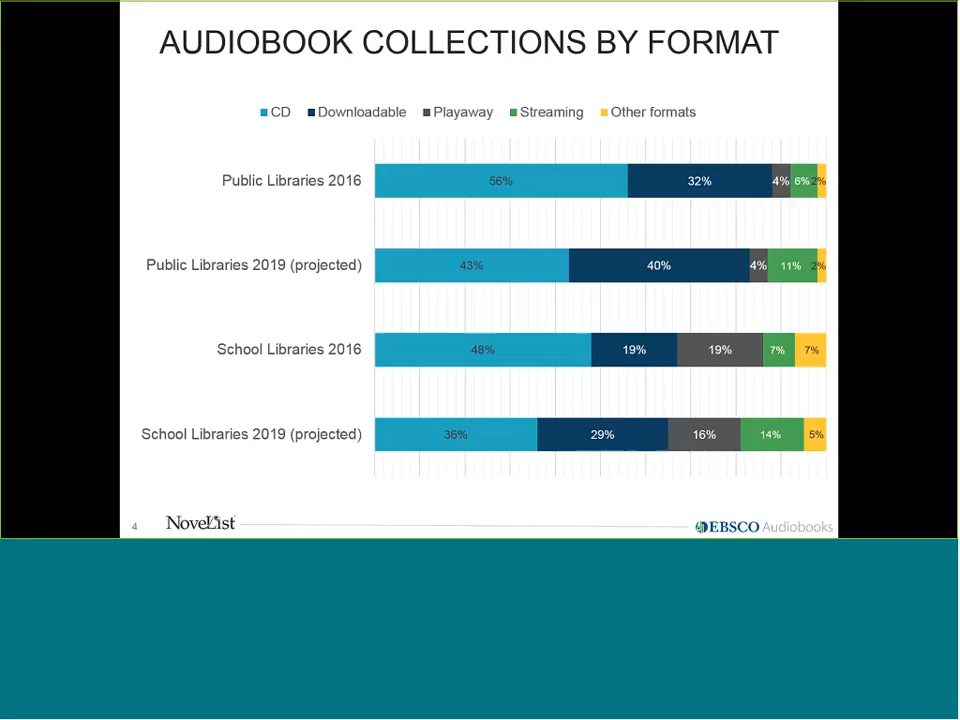 AUDIOBOOK COLLECTIONS BY FORMAT
CD Downloadable Playaway Streaming Other formats
Public Libraries 2016 56% 32% 4% 6% 2%
Public Libraries 2019 (projected) 43% 40% 4% 11% 2%
School Libraries 2016 48% 19% 19% 7% 7%
School Libraries 2019 (projected) 36% 29% 16% 14% 5%
4 NoveList EBSCO Audiobooks